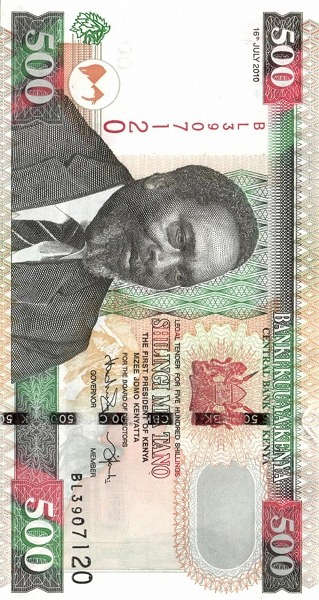 500
16th JULY 2010
500
BANKI KUU YA KENYA
CENTRAL BANK OF KENYA
BL3907120
LEGAL TENDER FOR FIVE HUNDRED SHILLINGS
SHILINGI MIA TANO
THE FIRST PRESIDENT OF KENYA
MZEE JOMO KENYATTA
FOR THE BOARD OF DIRECTORS
GOVERNOR
MEMBER
BL3907120
500
500